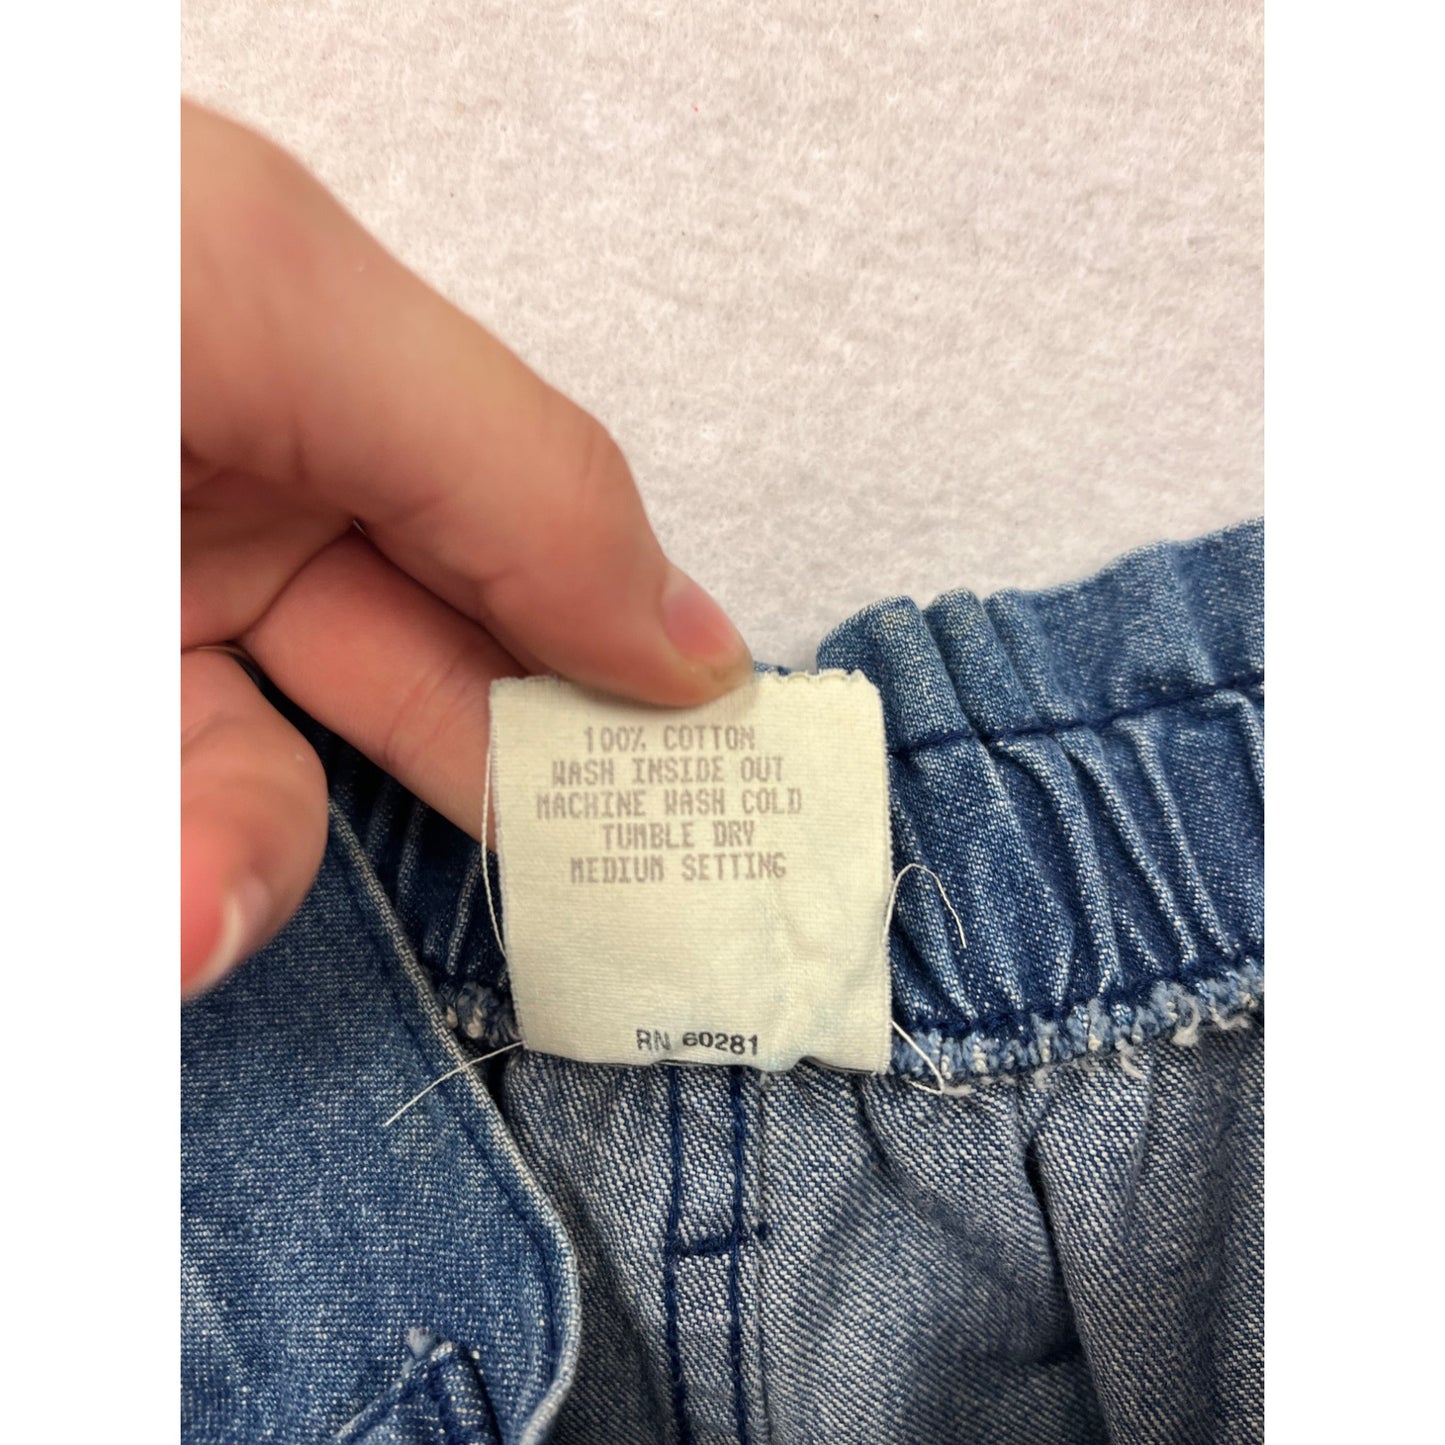 100% COTTON
WASH INSIDE OUT
MACHINE WASH COLD
TUMBLE DRY
MEDIUM SETTING
RN 60281